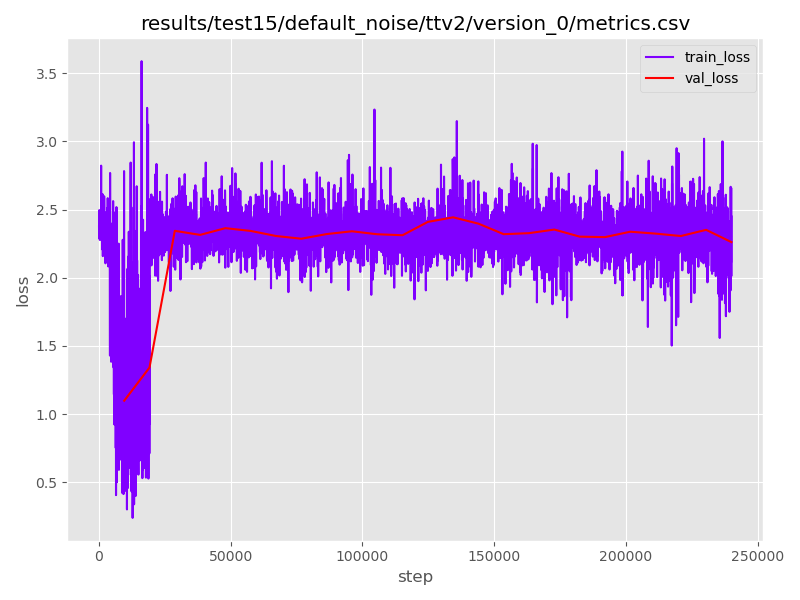 results/test15/default_noise/ttv2/version_0/metrics.csv
train_loss
val_loss
3.5
3.0
2.5
2.0
1.5
1.0
0.5
loss
0 50000 100000 150000 200000 250000
step